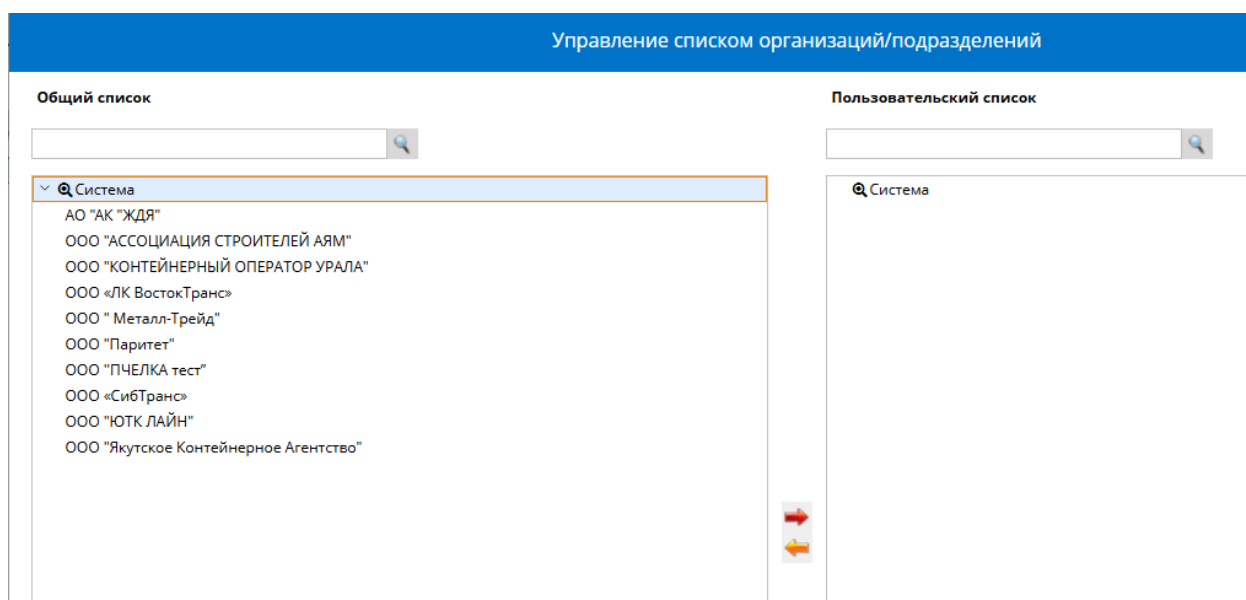 Управление списком организаций/подразделений
Общий список
Пользовательский список
Система
АО "АК "ЖДЯ"
ООО "АССОЦИАЦИЯ СТРОИТЕЛЕЙ АЯМ"
ООО "КОНТЕЙНЕРНЫЙ ОПЕРАТОР УРАЛА"
ООО «ЛК ВостокТранс»
ООО " Металл-Трейд"
ООО "Паритет"
ООО "ПЧЕЛКА тест"
ООО «СибТранс»
ООО "ЮТК ЛАЙН"
ООО "Якутское Контейнерное Агентство"
Система